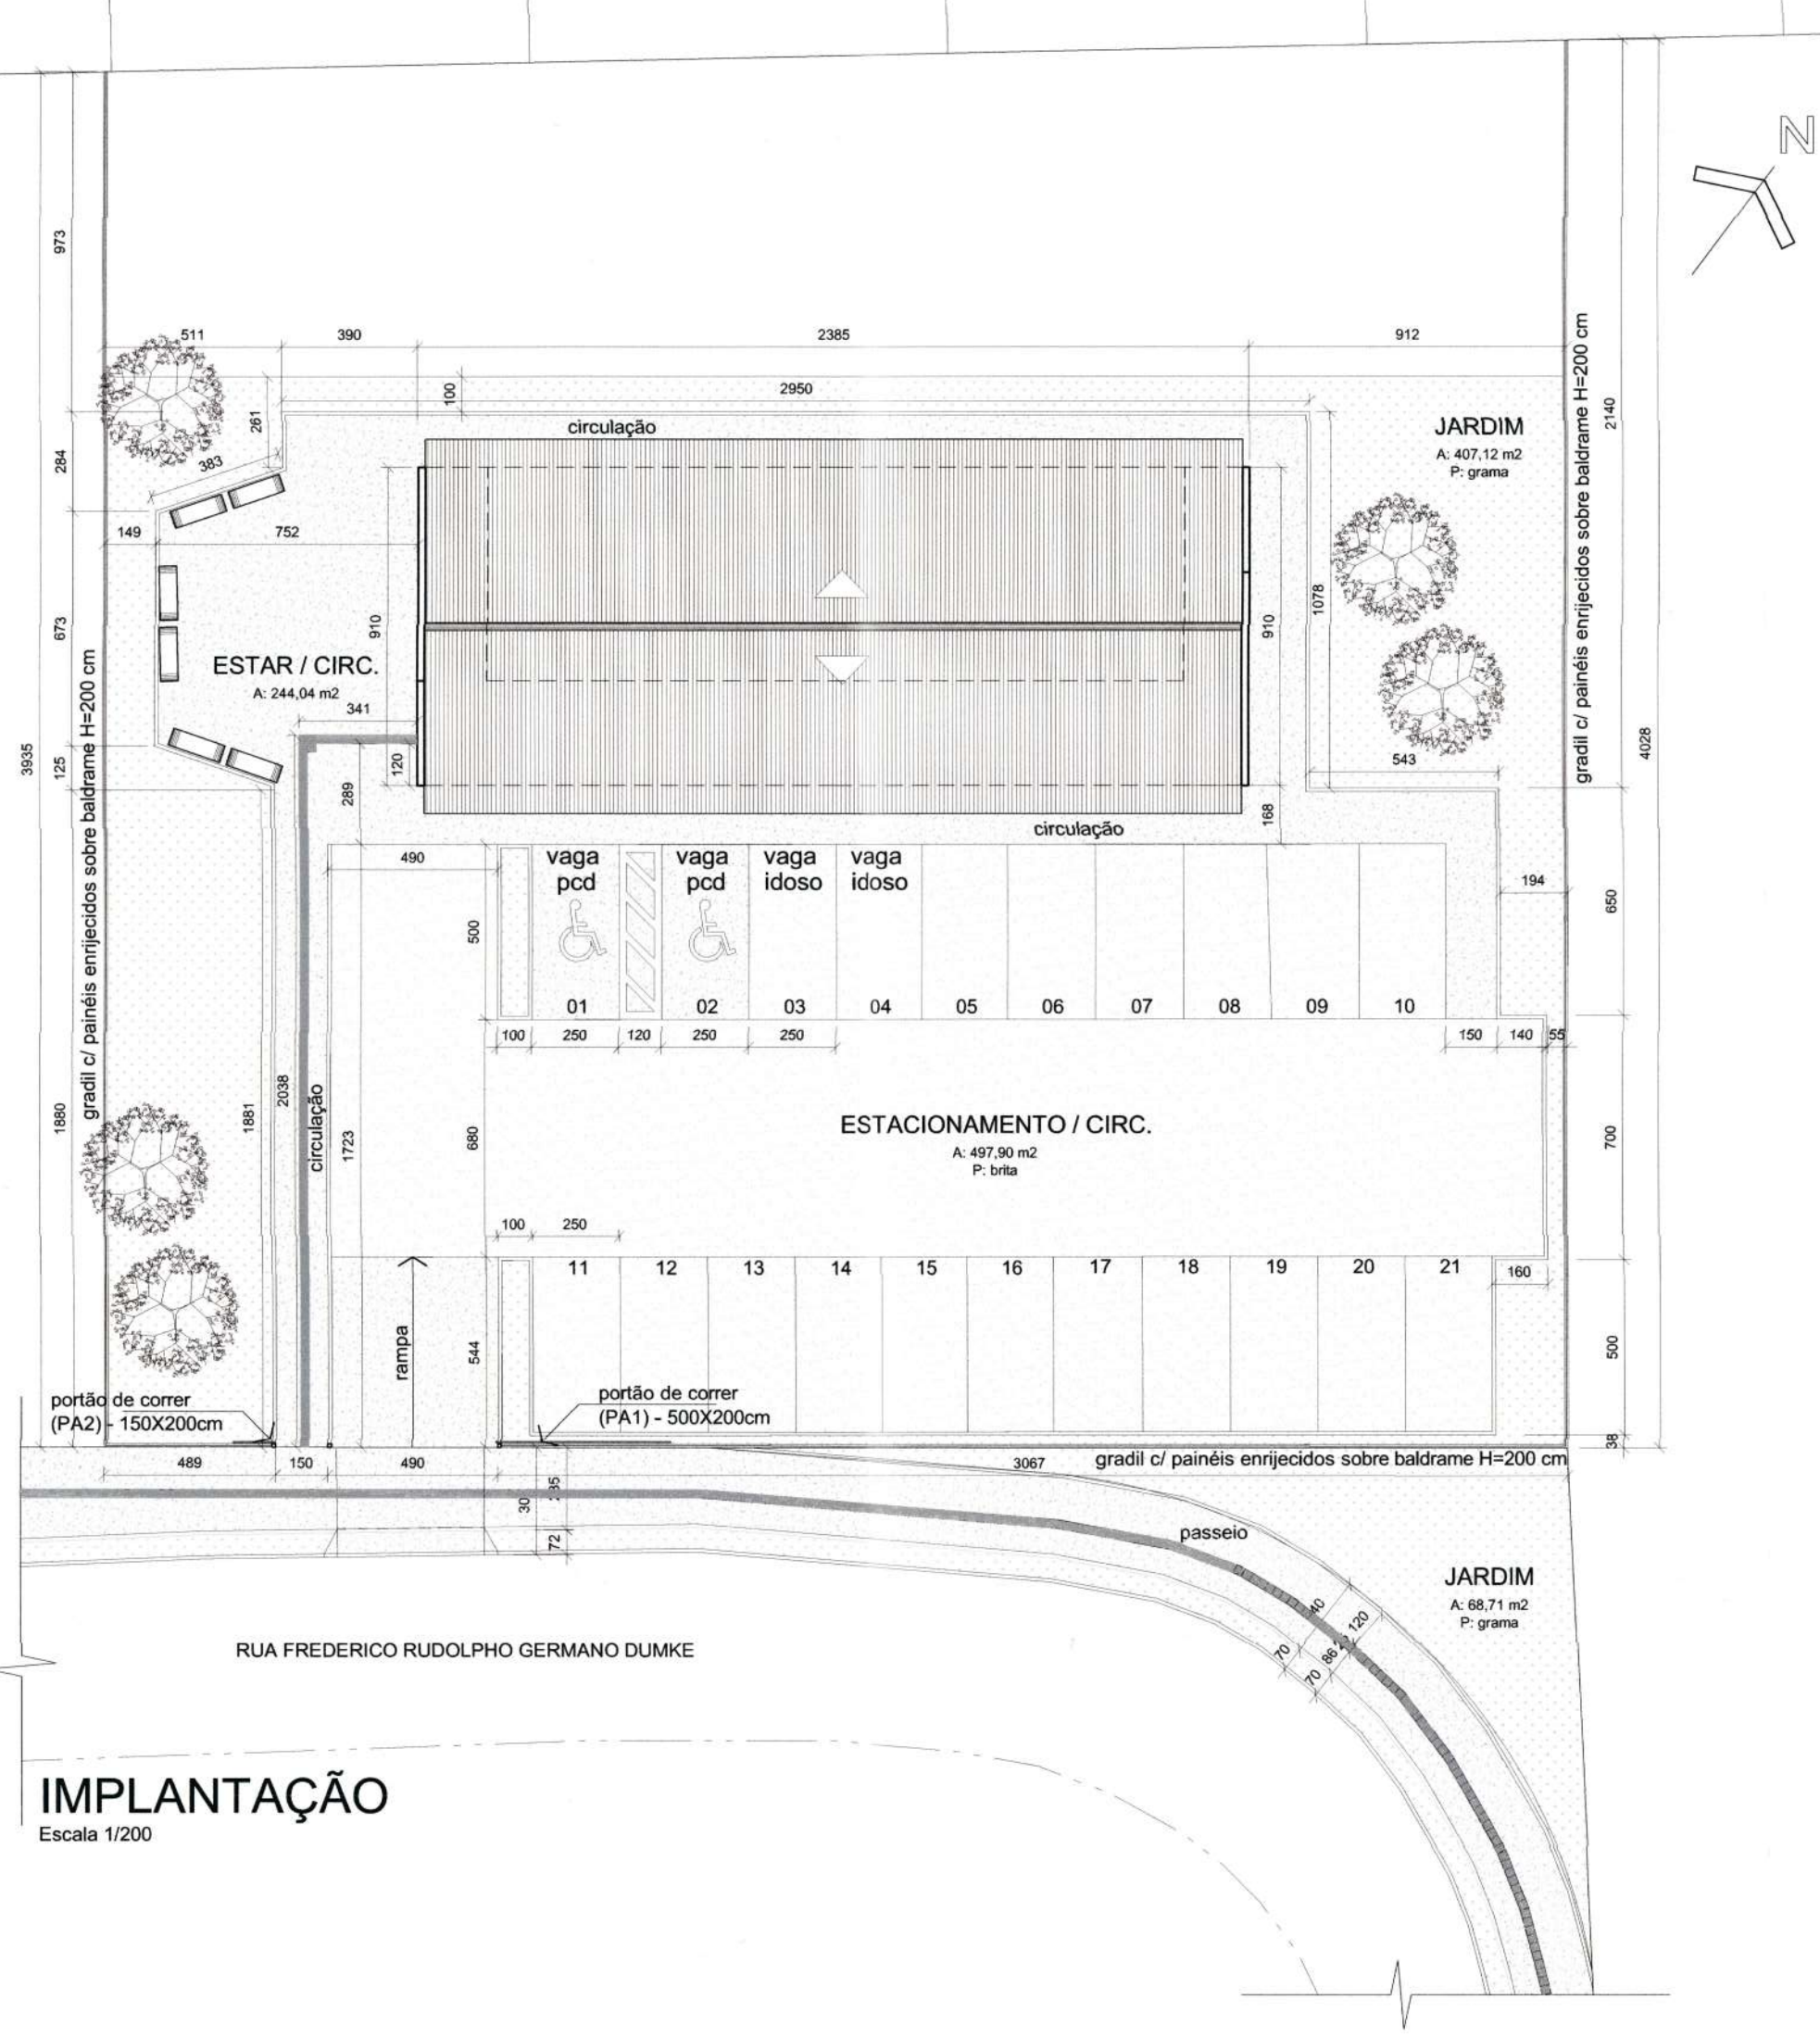 N
973
511
390
2385
912
100
2950
261
383
284
circulação
JARDIM
A: 407,12 m2
P: grama
2140
gradil c/ painéis enrijecidos sobre baldrame H=200 cm
149
752
673
910
910
1078
ESTAR / CIRC.
A: 244,04 m2
341
gradil c/ painéis enrijecidos sobre baldrame H=200 cm
3935
125
120
289
543
4028
168
circulação
490
vaga
pcd
vaga
pcd
vaga
idoso
vaga
idoso
194
650
500
01
02
03
04
05
06
07
08
09
10
100
250
120
250
250
150
140
55
1880
1881
2038
circulação
1723
680
ESTACIONAMENTO / CIRC.
A: 497,90 m2
P: brita
700
100
250
11
12
13
14
15
16
17
18
19
20
21
160
rampa
544
500
portão de correr
(PA2) - 150X200cm
portão de correr
(PA1) - 500X200cm
38
489
150
490
3067
gradil c/ painéis enrijecidos sobre baldrame H=200 cm
30
72
passeio
JARDIM
A: 68,71 m2
P: grama
40
120
70
86
70
RUA FREDERICO RUDOLPHO GERMANO DUMKE
IMPLANTAÇÃO
Escala 1/200